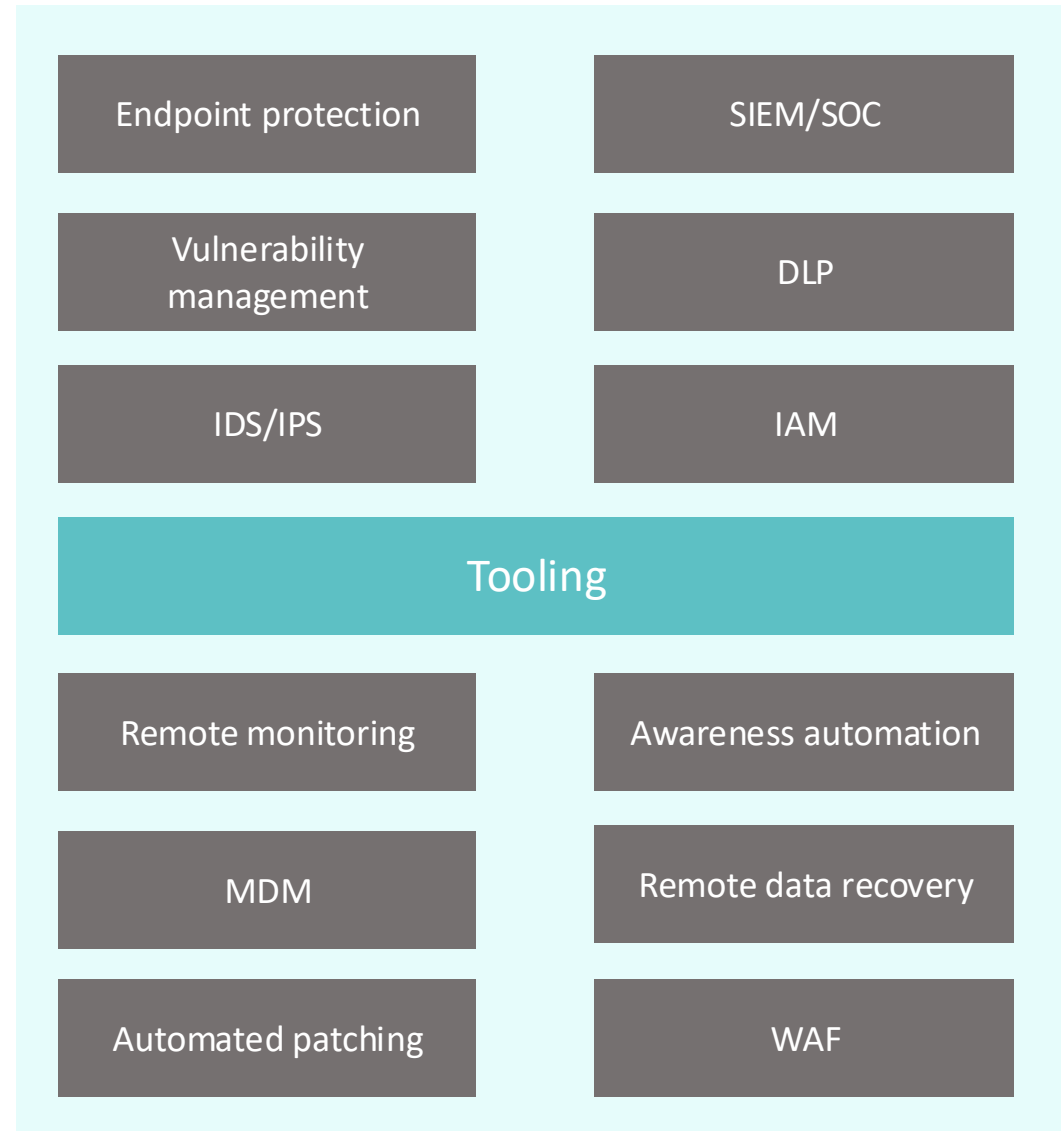 Endpoint protection
SIEM/SOC
Vulnerability
management
DLP
IDS/IPS
IAM
Tooling
Remote monitoring
Awareness automation
MDM
Remote data recovery
Automated patching
WAF